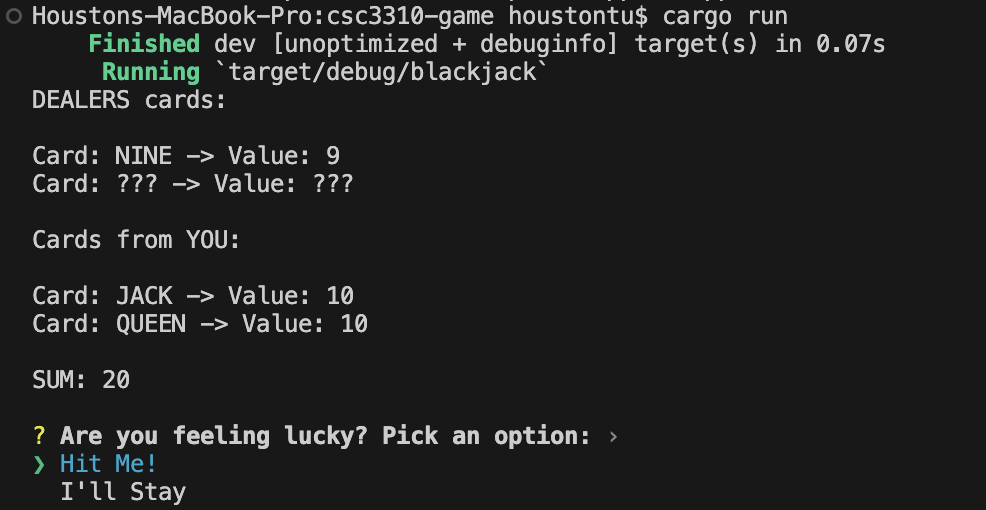 Houstons-MacBook-Pro:csc3310-game houstontu$ cargo run
Finished dev [unoptimized + debuginfo] target(s) in 0.07s
Running `target/debug/blackjack`
DEALERS cards:
Card: NINE -> Value: 9
Card: ??? -> Value: ???
Cards from YOU:
Card: JACK -> Value: 10
Card: QUEEN -> Value: 10
SUM: 20
? Are you feeling lucky? Pick an option: ›
❯ Hit Me!
I'll Stay